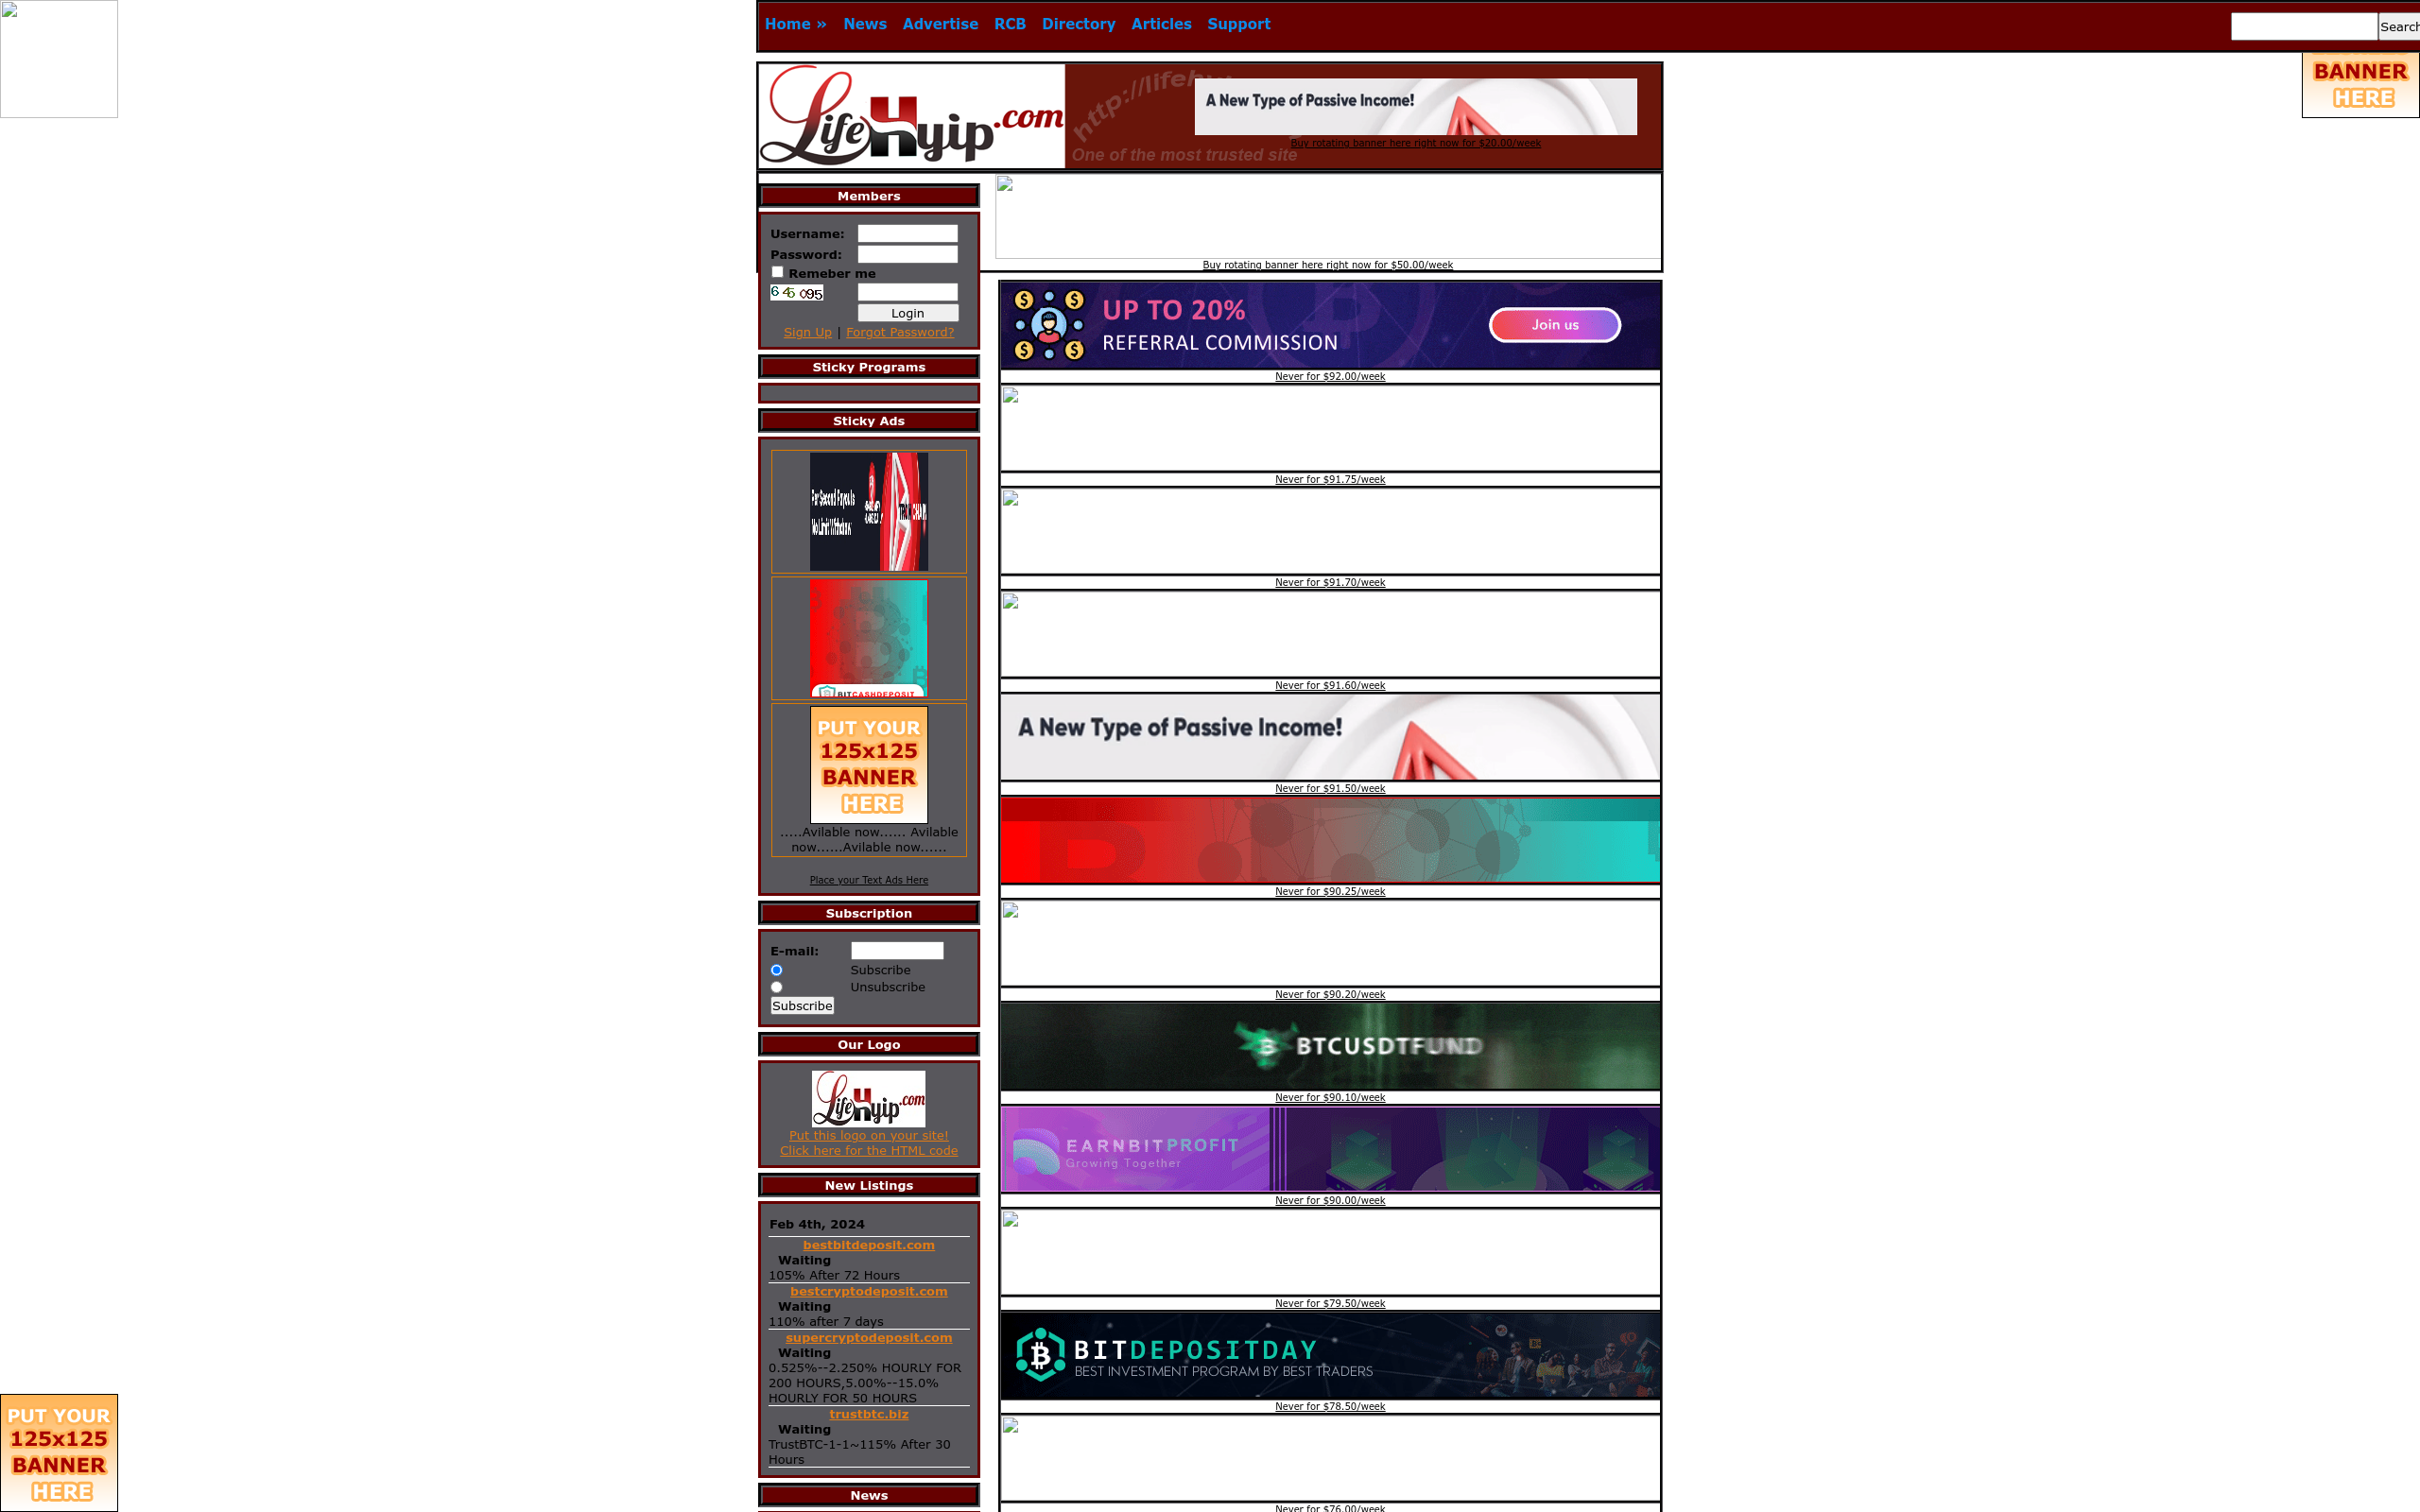 Home » News Advertise RCB Directory Articles Support
Search
BANNER
HERE
LifeHyip.com
http://lifehyip
One of the most trusted site
A New Type of Passive Income!
Buy rotating banner here right now for $20.00/week
Members
Username:
Password:
Remeber me
645095
Login
Sign Up | Forgot Password?
Sticky Programs
Sticky Ads
Per Second Payouts
No Limit Withdraw
BITCASHDEPOSIT
PUT YOUR
125x125
BANNER
HERE
.....Avilable now...... Avilable
now......Avilable now......
Place your Text Ads Here
Subscription
E-mail:
Subscribe
Unsubscribe
Subscribe
Our Logo
LifeHyip.com
Put this logo on your site!
Click here for the HTML code
New Listings
Feb 4th, 2024
bestbitdeposit.com
Waiting
105% After 72 Hours
bestcryptodeposit.com
Waiting
110% after 7 days
supercryptodeposit.com
Waiting
0.525%--2.250% HOURLY FOR
200 HOURS,5.00%--15.0%
HOURLY FOR 50 HOURS
trustbtc.biz
Waiting
TrustBTC-1-1~115% After 30
Hours
News
Buy rotating banner here right now for $50.00/week
UP TO 20%
REFERRAL COMMISSION
Join us
Never for $92.00/week
Never for $91.75/week
Never for $91.70/week
Never for $91.60/week
A New Type of Passive Income!
Never for $91.50/week
Never for $90.25/week
Never for $90.20/week
BTCUSDTFUND
Never for $90.10/week
EARNBITPROFIT
Growing Together
Never for $90.00/week
Never for $79.50/week
BITDEPOSITDAY
BEST INVESTMENT PROGRAM BY BEST TRADERS
Never for $78.50/week
Never for $76.00/week
PUT YOUR
125x125
BANNER
HERE